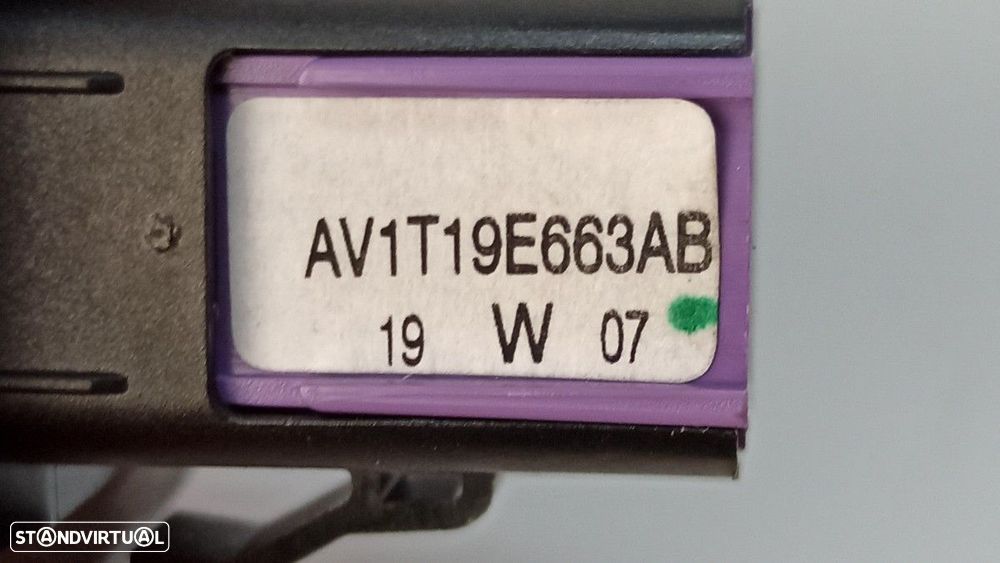 AV1T19E663AB
19 W 07
STANDVIRTUAL